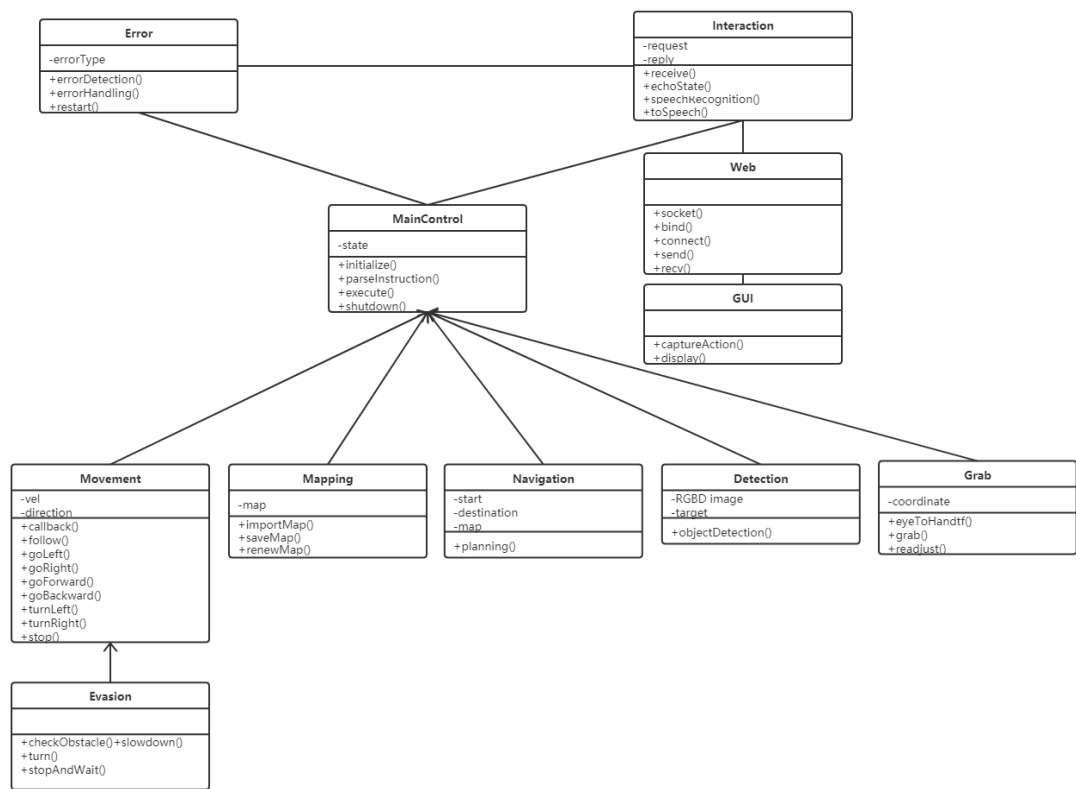 Error
-errorType
+errorDetection()
+errorHandling()
+restart()
Interaction
-request
-reply
+receive()
+echoState()
+speechRecognition()
+toSpeech()
Web
+socket()
+bind()
+connect()
+send()
+recv()
MainControl
-state
+initialize()
+parseInstruction()
+execute()
+shutdown()
GUI
+captureAction()
+display()
Movement
-vel
-direction
+callback()
+follow()
+goLeft()
+goRight()
+goForward()
+goBackward()
+turnLeft()
+turnRight()
+stop()
Mapping
-map
+importMap()
+saveMap()
+renewMap()
Navigation
-start
-destination
-map
+planning()
Detection
-RGBD image
-target
+objectDetection()
Grab
-coordinate
+eyeToHandtf()
+grab()
+readjust()
Evasion
+checkObstacle()+slowdown()
+turn()
+stopAndWait()